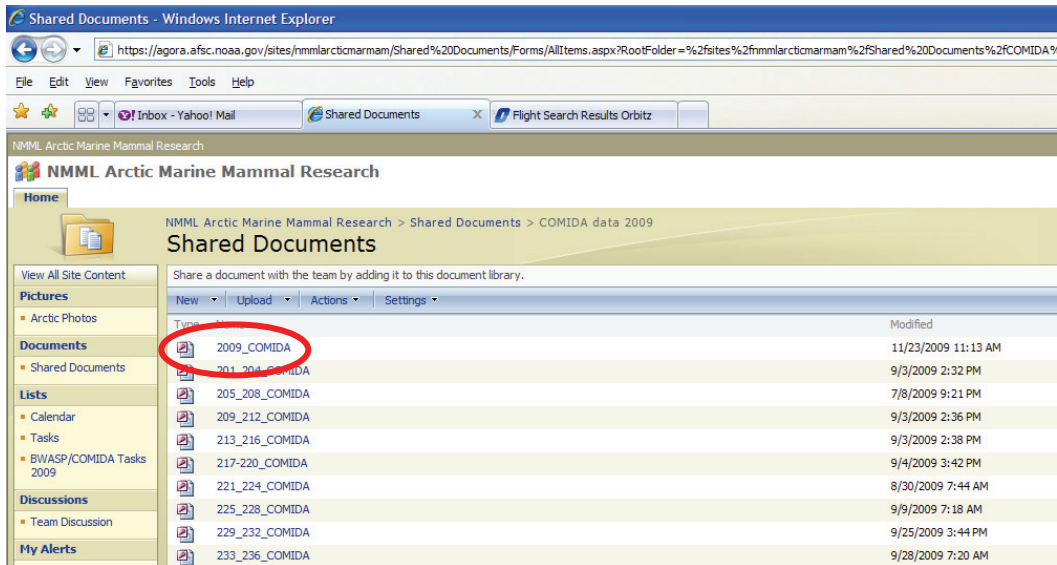 Shared Documents - Windows Internet Explorer
https://agora.afsc.noaa.gov/sites/nmmlarcticmarmam/Shared%20Documents/Forms/AllItems.aspx?RootFolder=%2fsites%2fnmmlarcticmarmam%2fShared%20Documents%2fCOMIDA%
File Edit View Favorites Tools Help
Inbox - Yahoo! Mail Shared Documents X Flight Search Results Orbitz
NMML Arctic Marine Mammal Research
NMML Arctic Marine Mammal Research
Home
NMML Arctic Marine Mammal Research > Shared Documents > COMIDA data 2009
Shared Documents
View All Site Content
Pictures
Arctic Photos
Documents
Shared Documents
Lists
Calendar
Tasks
BWASP/COMIDA Tasks
2009
Discussions
Team Discussion
My Alerts
Share a document with the team by adding it to this document library.
New Upload Actions Settings
Type Name Modified
2009_COMIDA 11/23/2009 11:13 AM
201_204_COMIDA 9/3/2009 2:32 PM
205_208_COMIDA 7/8/2009 9:21 PM
209_212_COMIDA 9/3/2009 2:36 PM
213_216_COMIDA 9/3/2009 2:38 PM
217-220_COMIDA 9/4/2009 3:42 PM
221_224_COMIDA 8/30/2009 7:44 AM
225_228_COMIDA 9/9/2009 7:18 AM
229_232_COMIDA 9/25/2009 3:44 PM
233_236_COMIDA 9/28/2009 7:20 AM